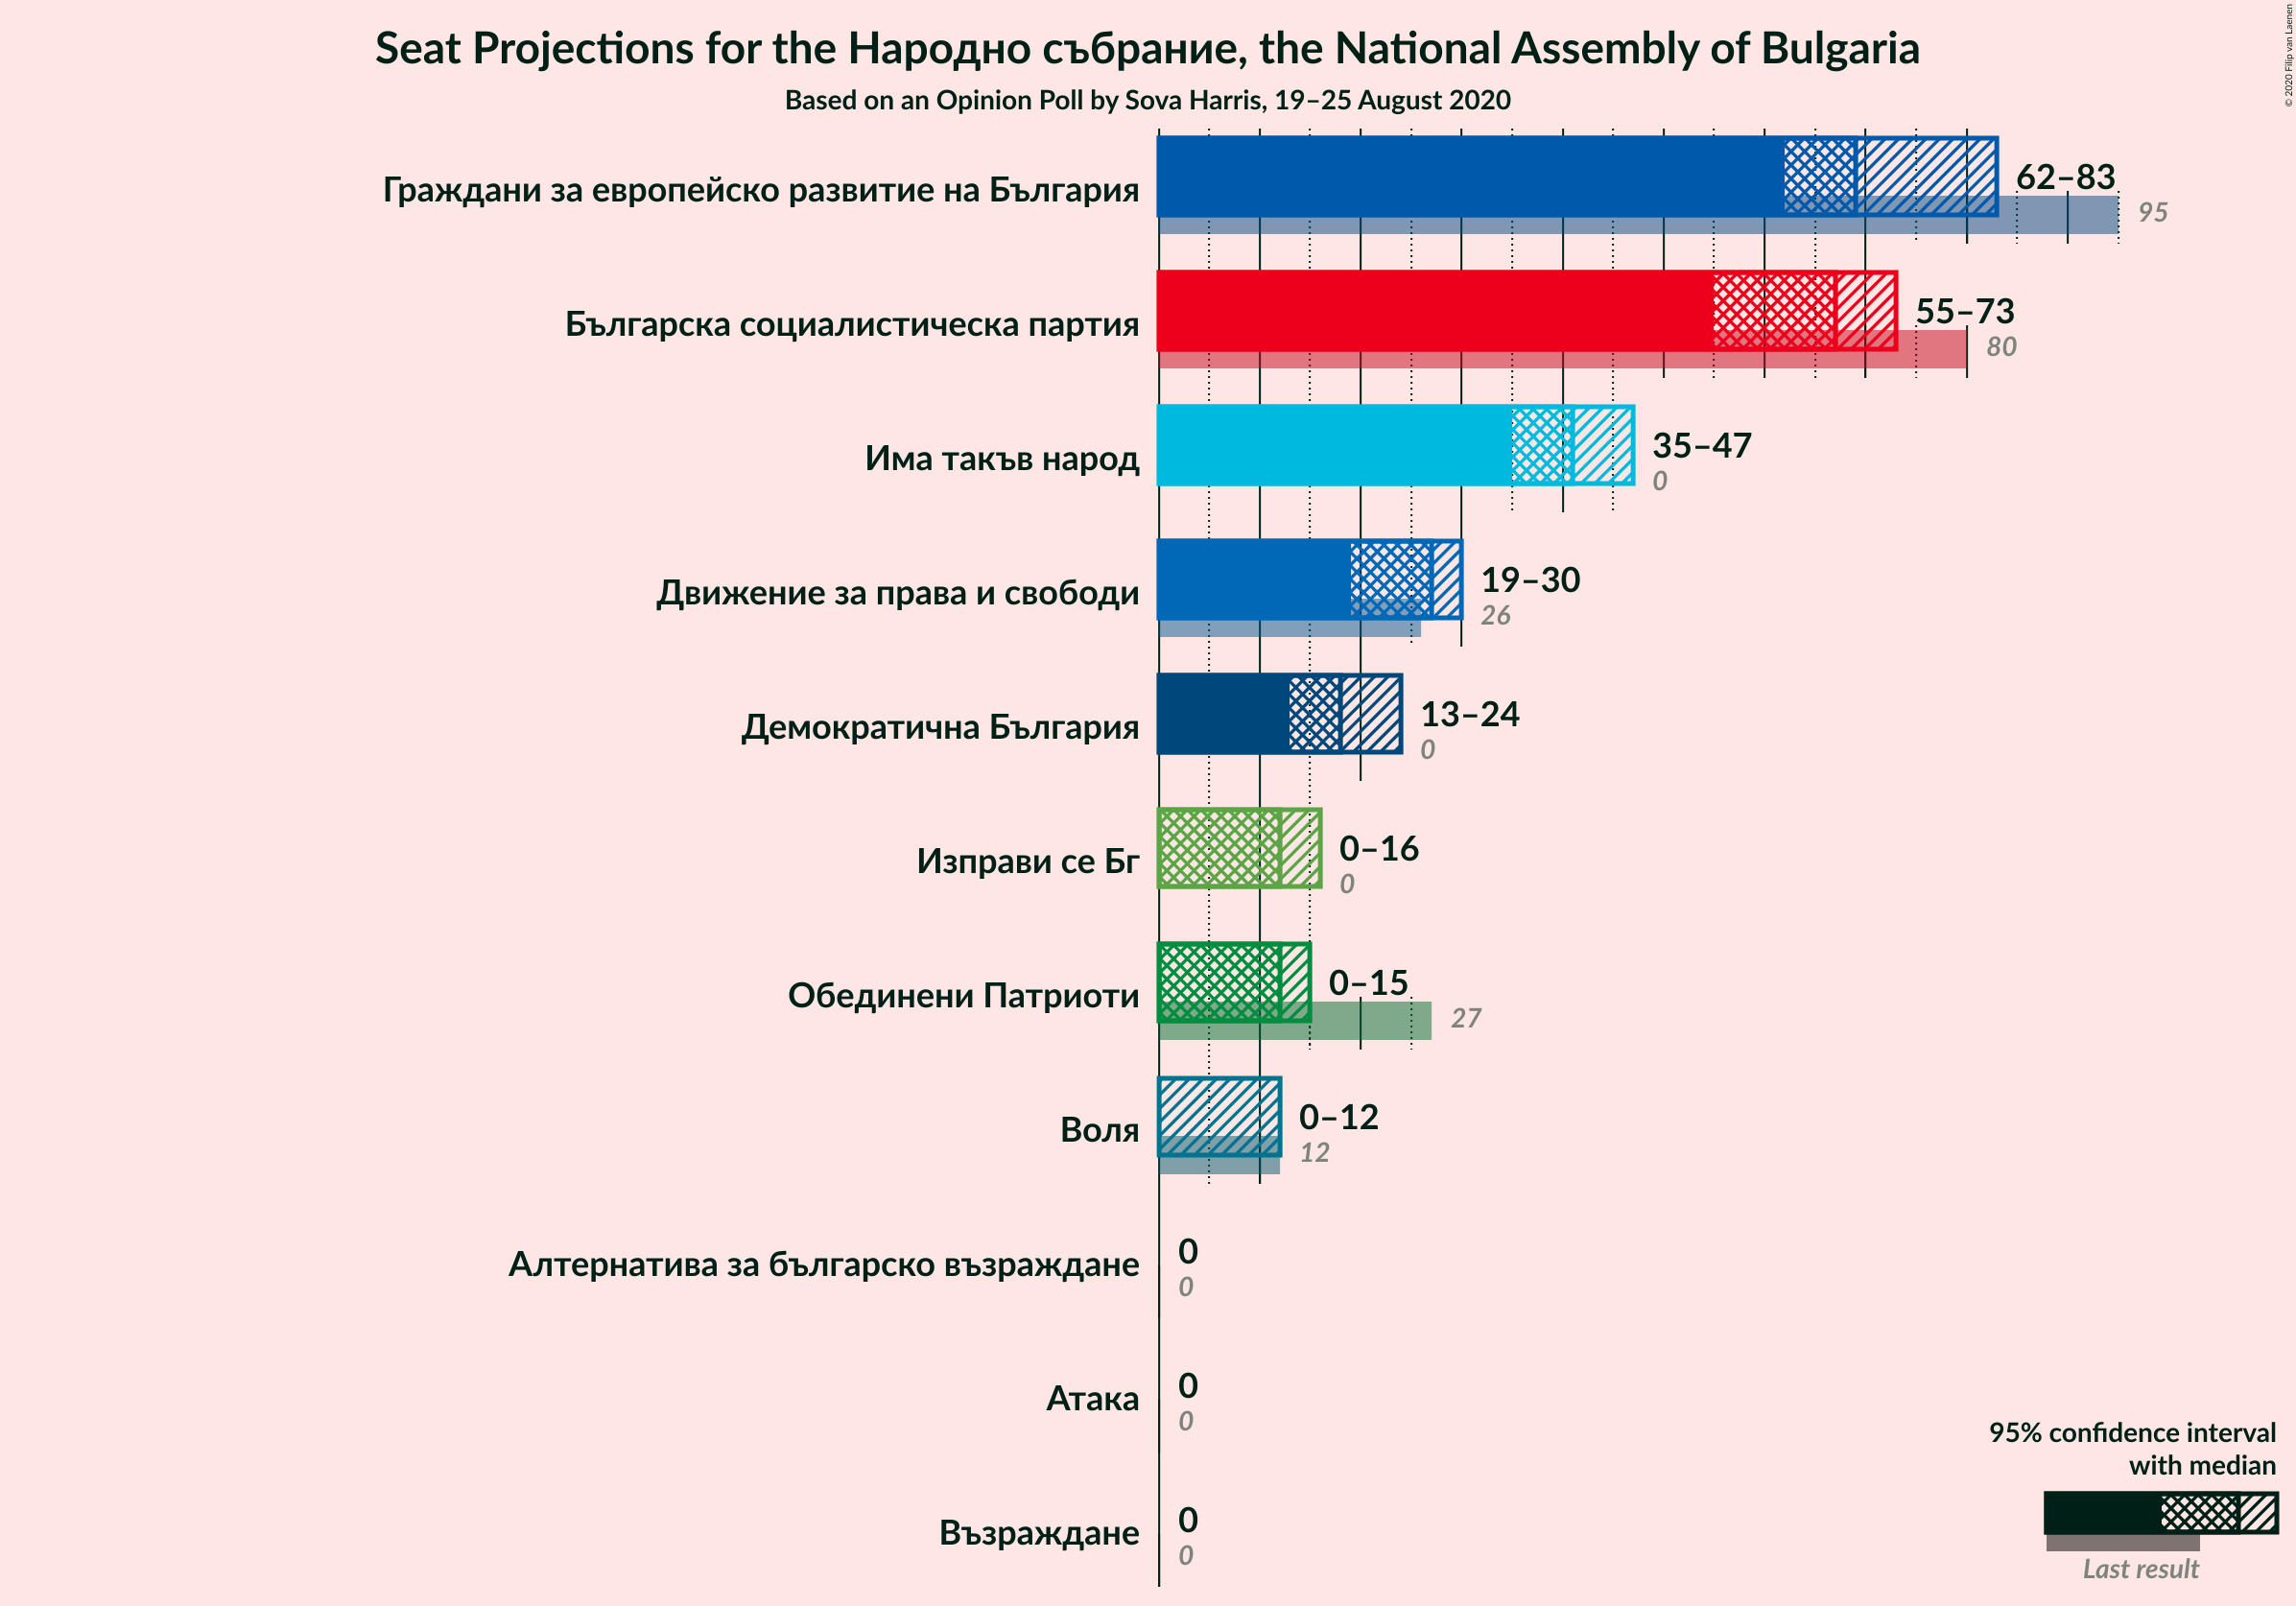 Seat Projections for the Народно събрание, the National Assembly of Bulgaria
Based on an Opinion Poll by Sova Harris, 19–25 August 2020
© 2020 Filip van Laenen
Граждани за европейско развитие на България
62–83
95
Българска социалистическа партия
55–73
80
Има такъв народ
35–47
0
Движение за права и свободи
19–30
26
Демократична България
13–24
0
Изправи се Бг
0–16
0
Обединени Патриоти
0–15
27
Воля
0–12
12
Алтернатива за българско възраждане
0
0
Атака
0
0
Възраждане
0
0
95% confidence interval
with median
Last result